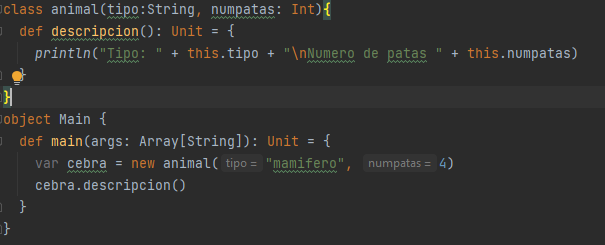 class animal(tipo:String, numpatas: Int){
  def descripcion(): Unit = {
    println("Tipo: " + this.tipo + "\nNumero de patas " + this.numpatas)
  }
}
object Main {
  def main(args: Array[String]): Unit = {
    var cebra = new animal( tipo = "mamifero", numpatas = 4)
    cebra.descripcion()
  }
}